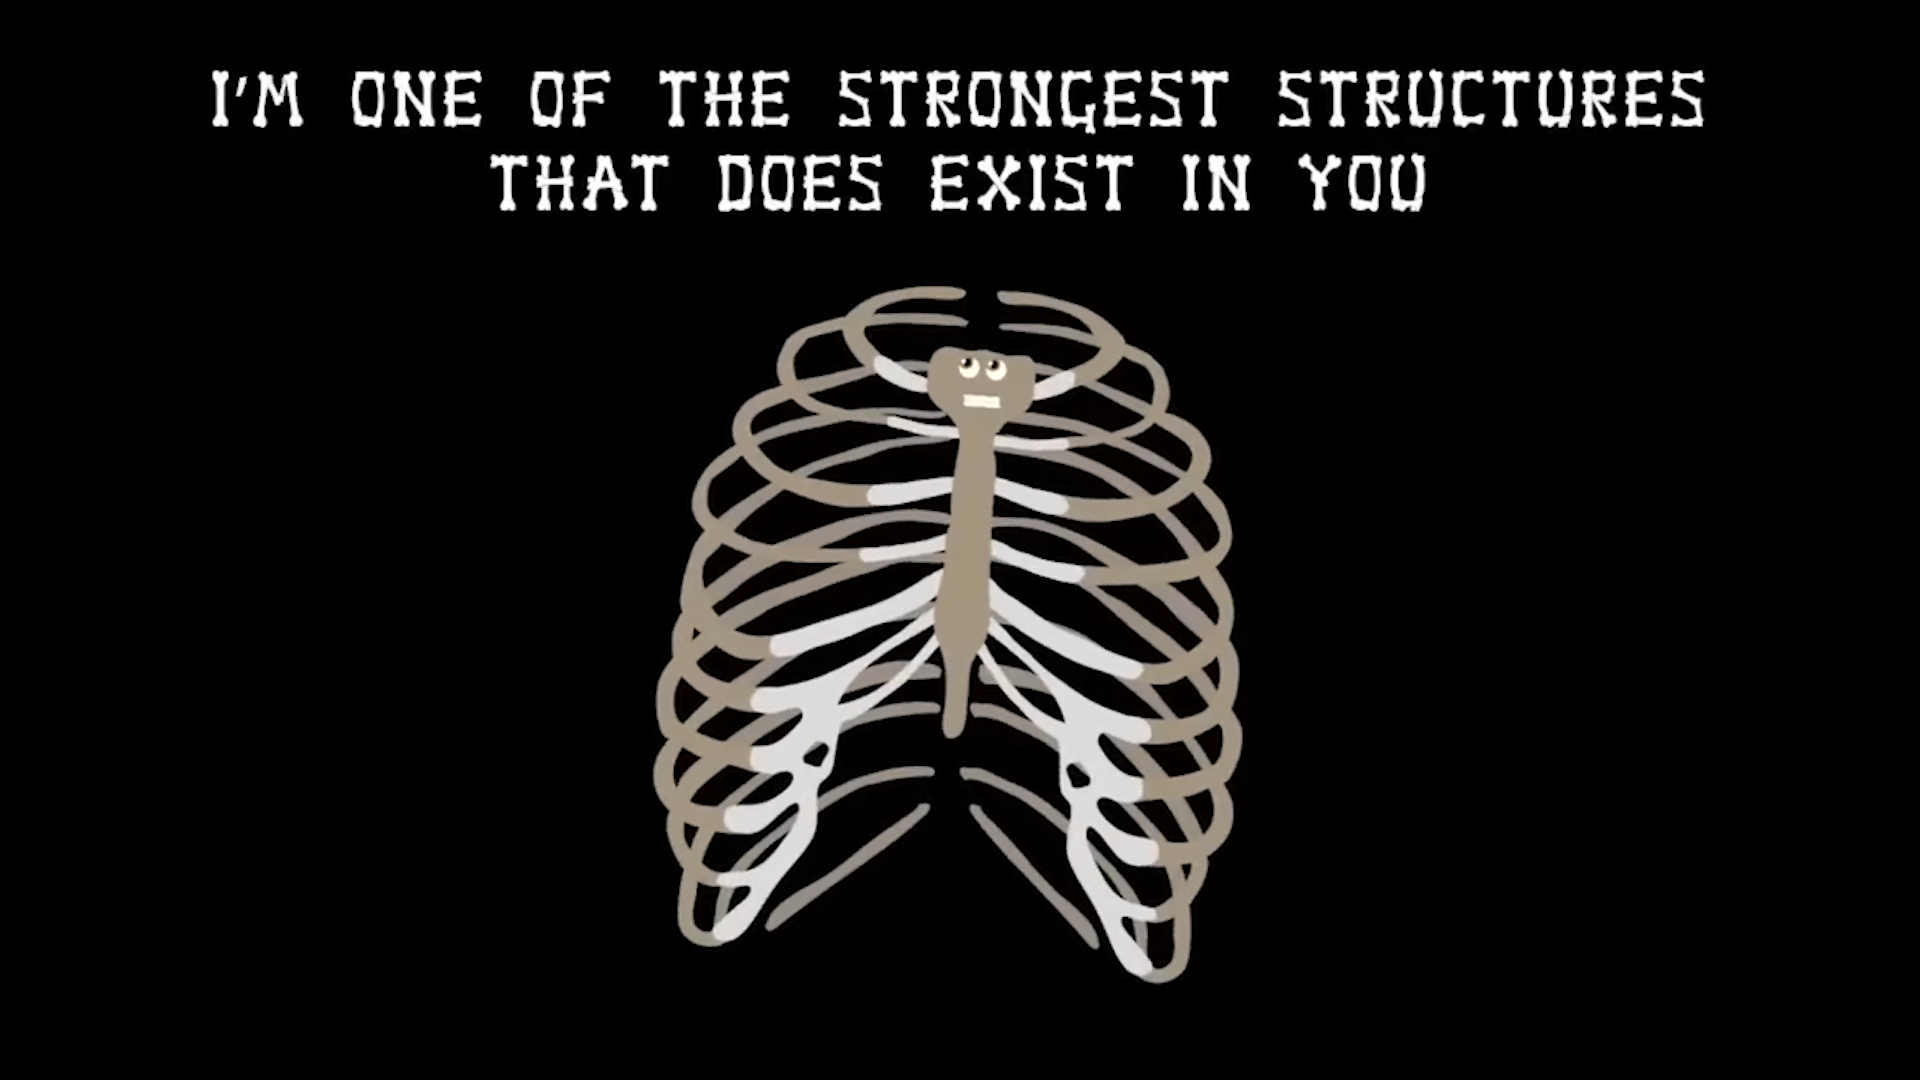 I'M ONE OF THE STRONGEST STRUCTURES
THAT DOES EXIST IN YOU